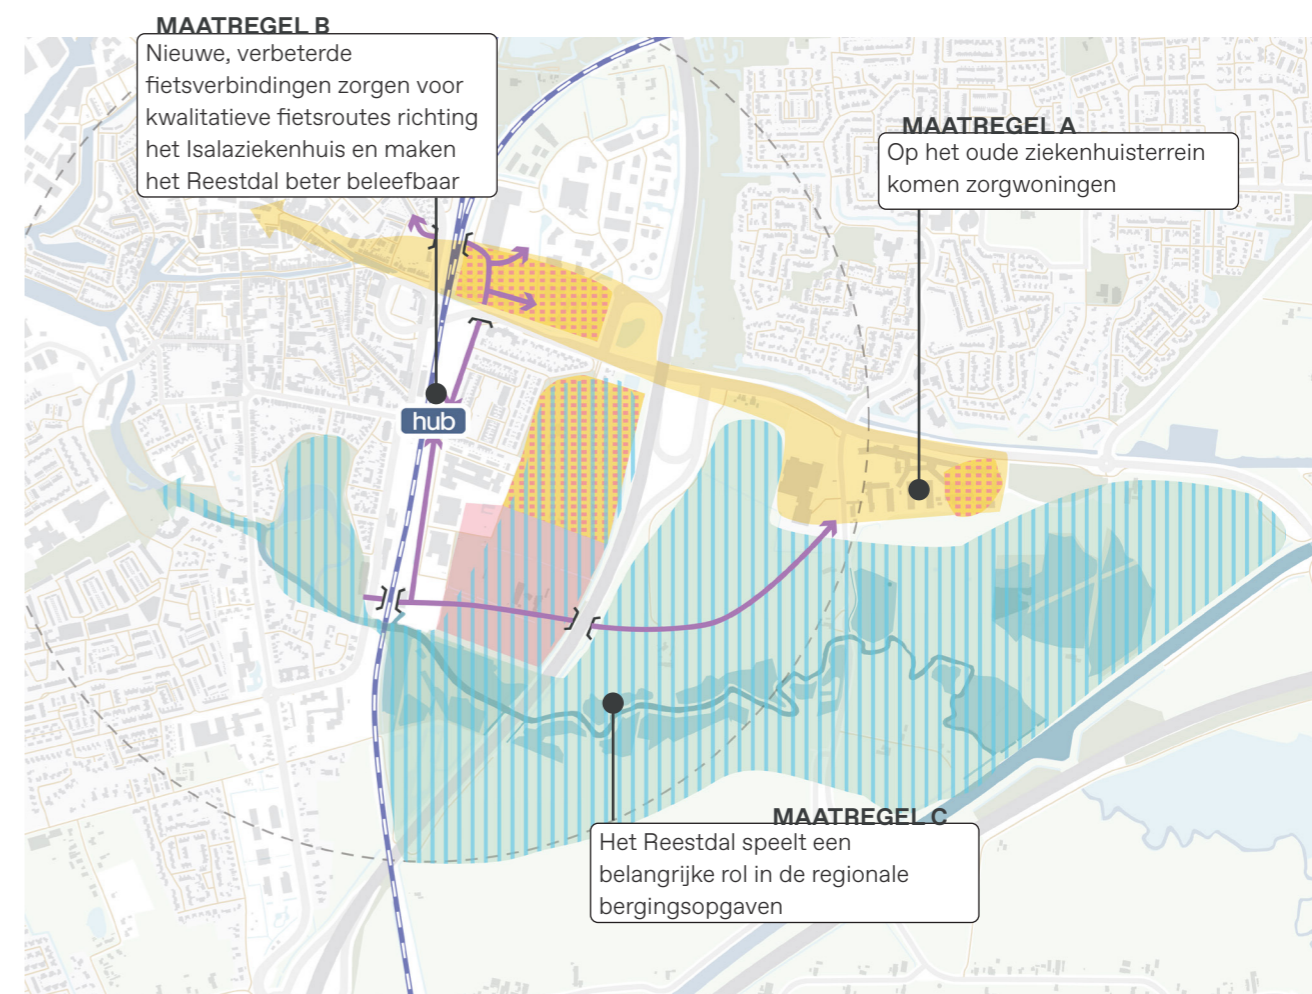 MAATREGEL B
Nieuwe, verbeterde
fietsverbindingen zorgen voor
kwalitatieve fietsroutes richting
het Isalaziekenhuis en maken
het Reestdal beter beleefbaar
MAATREGEL A
Op het oude ziekenhuisterrein
komen zorgwoningen
hub
MAATREGEL C
Het Reestdal speelt een
belangrijke rol in de regionale
bergingsopgaven